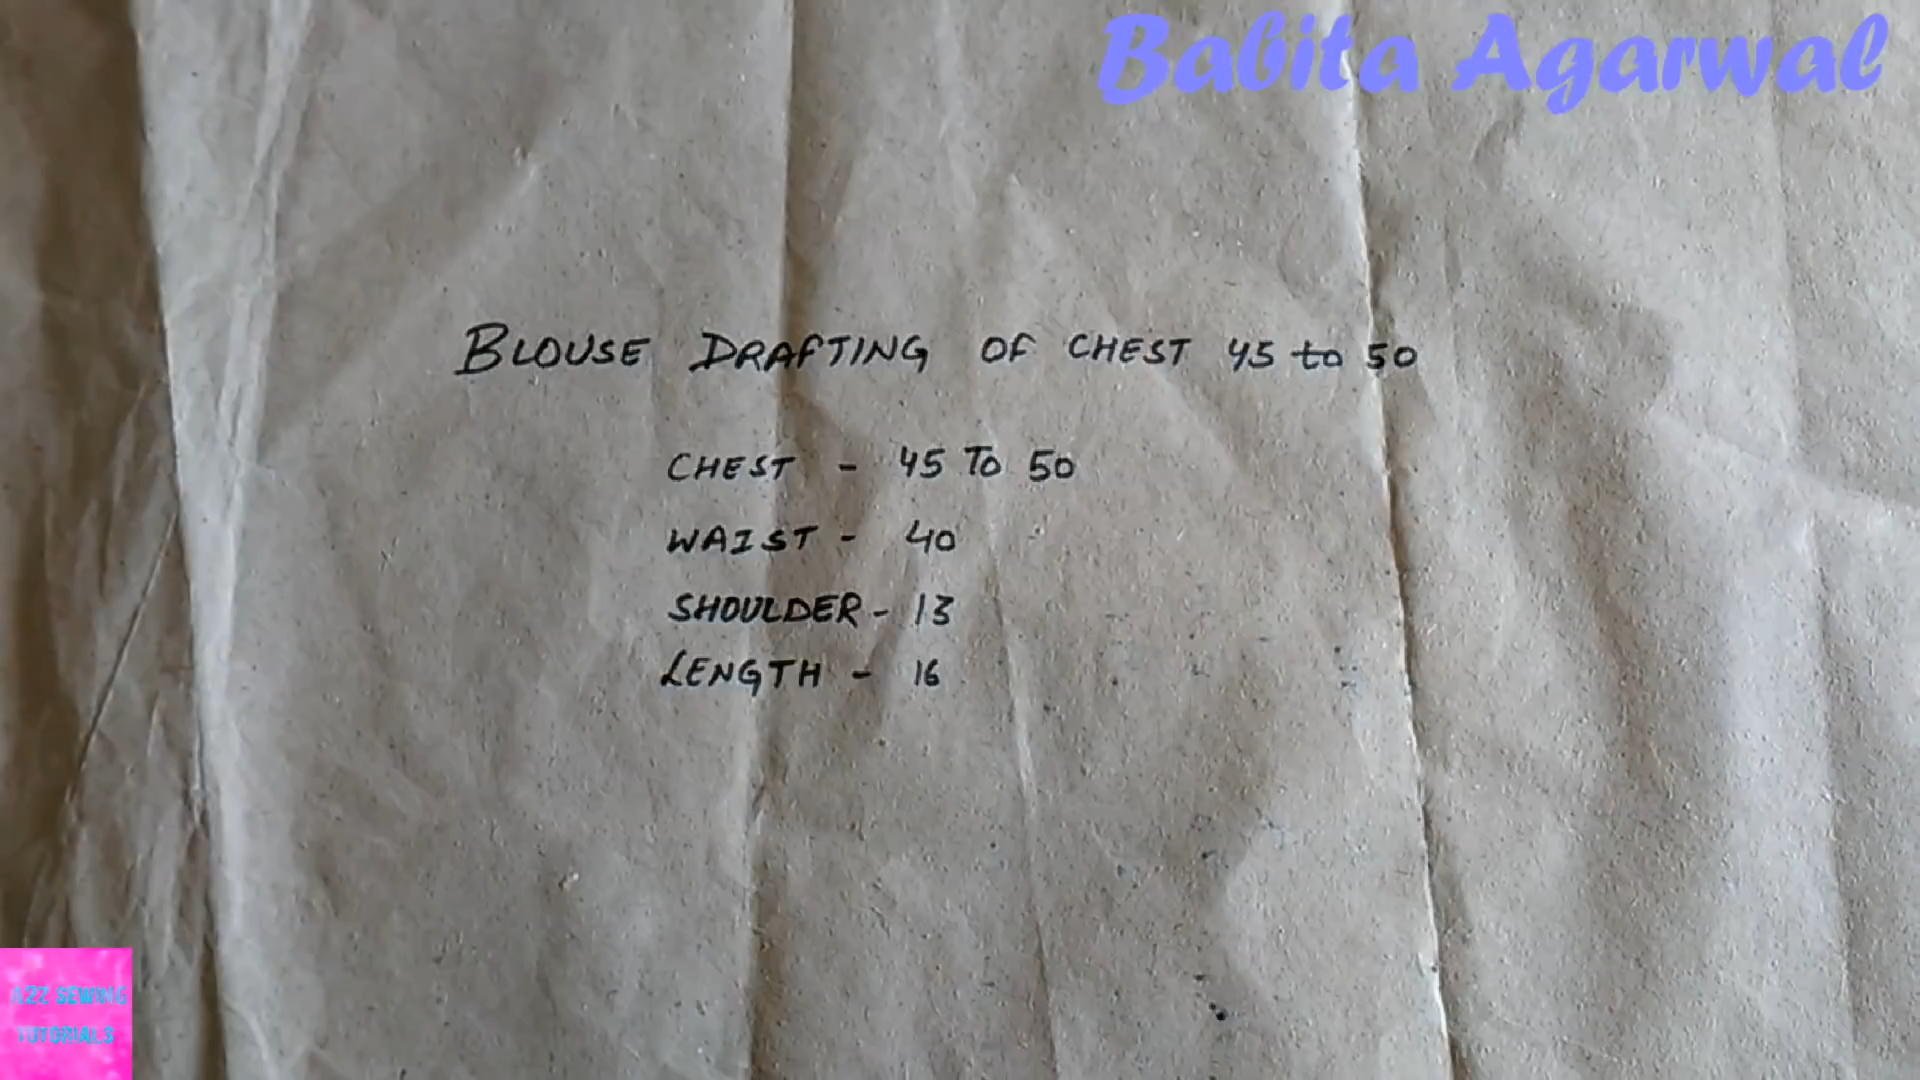 Babita Agarwal
BLOUSE DRAFTING OF CHEST 45 to 50
CHEST - 45 TO 50
WAIST - 40
SHOULDER - 13
LENGTH - 16
A2Z SEWING
TUTORIALS